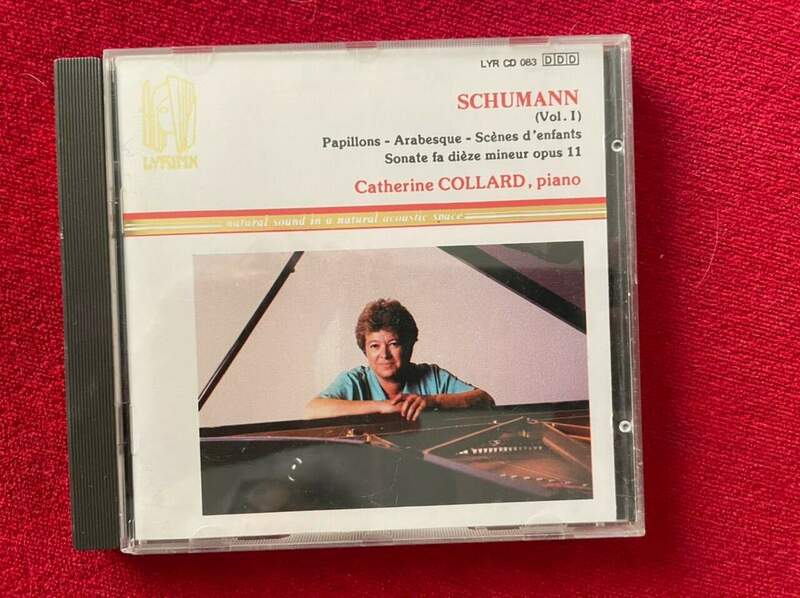 LYR CD 063 DDD
SCHUMANN
(Vol. I)
Papillons - Arabesque - Scènes d'enfants
Sonate fa dièze mineur opus 11
Catherine COLLARD, piano
LYRINX
natural sound in a natural acoustic space